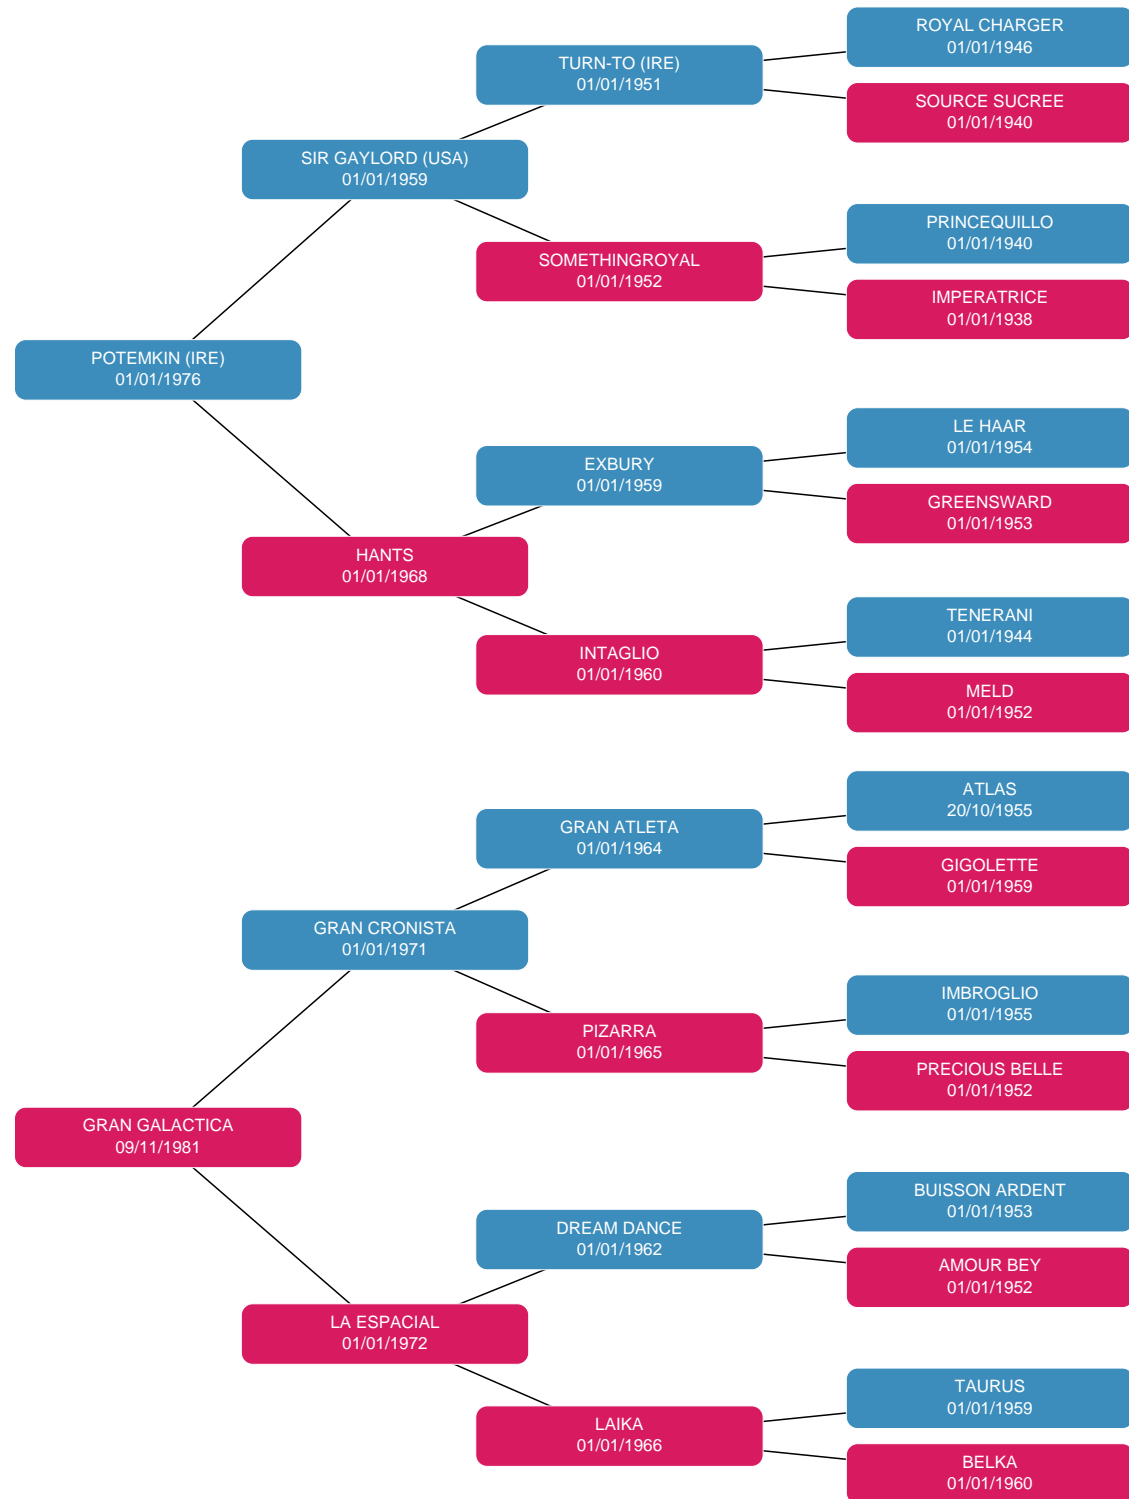 ROYAL CHARGER
01/01/1946
TURN-TO (IRE)
01/01/1951
SOURCE SUCREE
01/01/1940
SIR GAYLORD (USA)
01/01/1959
PRINCEQUILLO
01/01/1940
SOMETHINGROYAL
01/01/1952
IMPERATRICE
01/01/1938
POTEMKIN (IRE)
01/01/1976
LE HAAR
01/01/1954
EXBURY
01/01/1959
GREENSWARD
01/01/1953
HANTS
01/01/1968
TENERANI
01/01/1944
INTAGLIO
01/01/1960
MELD
01/01/1952
ATLAS
20/10/1955
GRAN ATLETA
01/01/1964
GIGOLETTE
01/01/1959
GRAN CRONISTA
01/01/1971
IMBROGLIO
01/01/1955
PIZARRA
01/01/1965
PRECIOUS BELLE
01/01/1952
GRAN GALACTICA
09/11/1981
BUISSON ARDENT
01/01/1953
DREAM DANCE
01/01/1962
AMOUR BEY
01/01/1952
LA ESPACIAL
01/01/1972
TAURUS
01/01/1959
LAIKA
01/01/1966
BELKA
01/01/1960